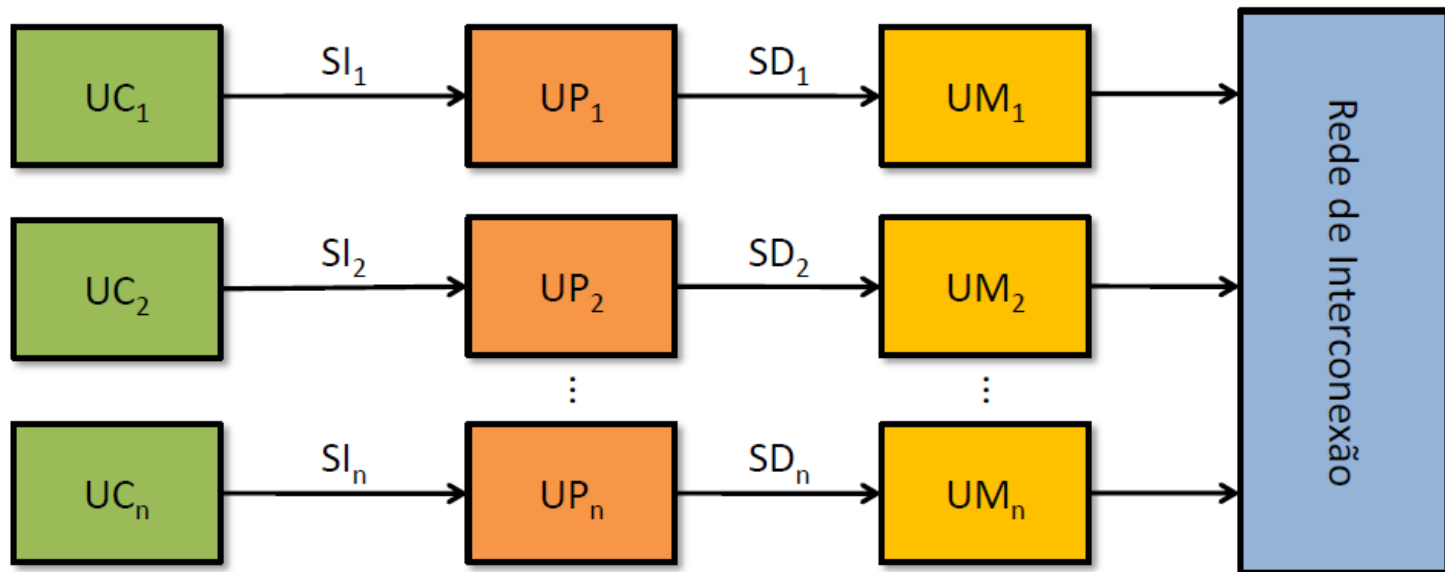 UC₁ SI₁ UP₁ SD₁ UM₁
UC₂ SI₂ UP₂ SD₂ UM₂
⋮ ⋮
UCₙ SIₙ UPₙ SDₙ UMₙ
Rede de Interconexão